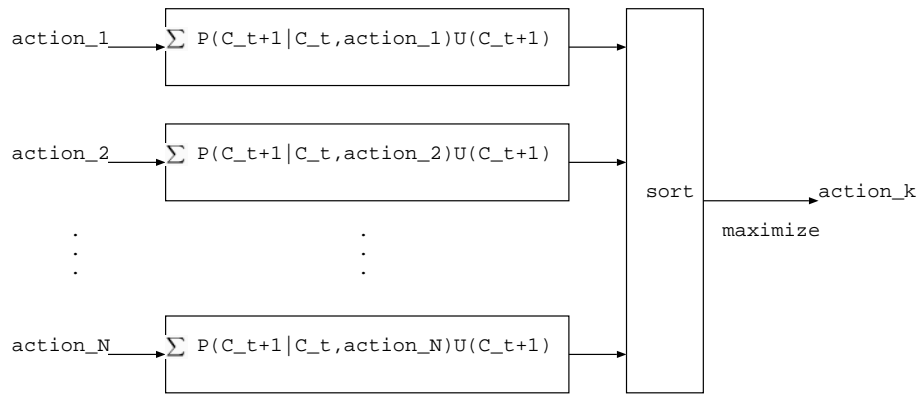 action_1
∑ P(C_t+1|C_t,action_1)U(C_t+1)
action_2
∑ P(C_t+1|C_t,action_2)U(C_t+1)
sort
action_k
maximize
action_N
∑ P(C_t+1|C_t,action_N)U(C_t+1)